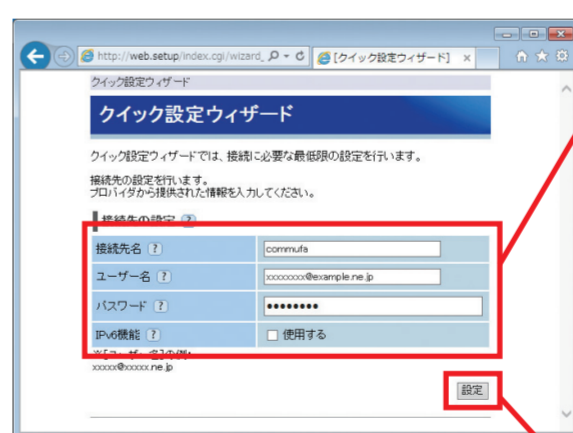 http://web.setup/index.cgi/wizard_
[クイック設定ウィザード]
クイック設定ウィザード
クイック設定ウィザード
クイック設定ウィザードでは、接続に必要な最低限の設定を行います。
接続先の設定を行います。
プロバイダから提供された情報を入力してください。
接続先の設定 ?
接続先名 ? commufa
ユーザー名 ? xxxxxxxx@example.ne.jp
パスワード ? ●●●●●●●●
IPv6機能 ? 使用する
※[ユーザー名]の例:
xxxxx@xxxxx.ne.jp
設定